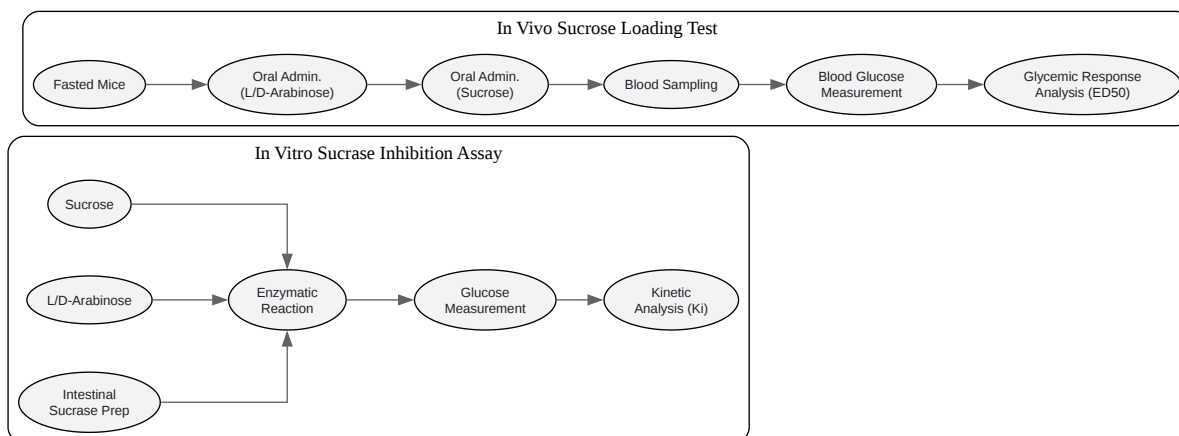 In Vivo Sucrose Loading Test
Fasted Mice
Oral Admin.
(L/D-Arabinose)
Oral Admin.
(Sucrose)
Blood Sampling
Blood Glucose
Measurement
Glycemic Response
Analysis (ED50)
In Vitro Sucrase Inhibition Assay
Sucrose
L/D-Arabinose
Intestinal
Sucrase Prep
Enzymatic
Reaction
Glucose
Measurement
Kinetic
Analysis (Ki)